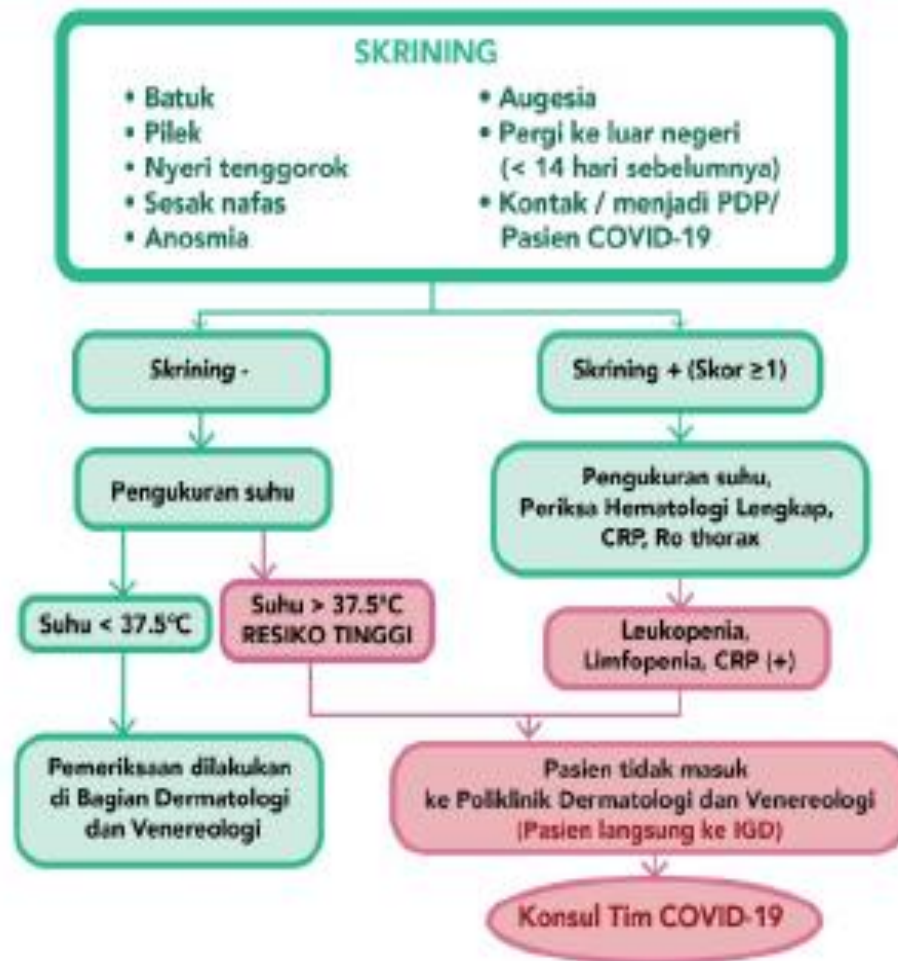 SKRINING
• Batuk
• Pilek
• Nyeri tenggorok
• Sesak nafas
• Anosmia
• Augesia
• Pergi ke luar negeri
(< 14 hari sebelumnya)
• Kontak / menjadi PDP/
Pasien COVID-19
Skrining -
Skrining + (Skor ≥1)
Pengukuran suhu
Pengukuran suhu,
Periksa Hematologi Lengkap,
CRP, Ro thorax
Suhu < 37.5°C
Suhu > 37.5°C
RESIKO TINGGI
Leukopenia,
Limfopenia, CRP (+)
Pemeriksaan dilakukan
di Bagian Dermatologi
dan Venereologi
Pasien tidak masuk
ke Poliklinik Dermatologi dan Venereologi
(Pasien langsung ke IGD)
Konsul Tim COVID-19